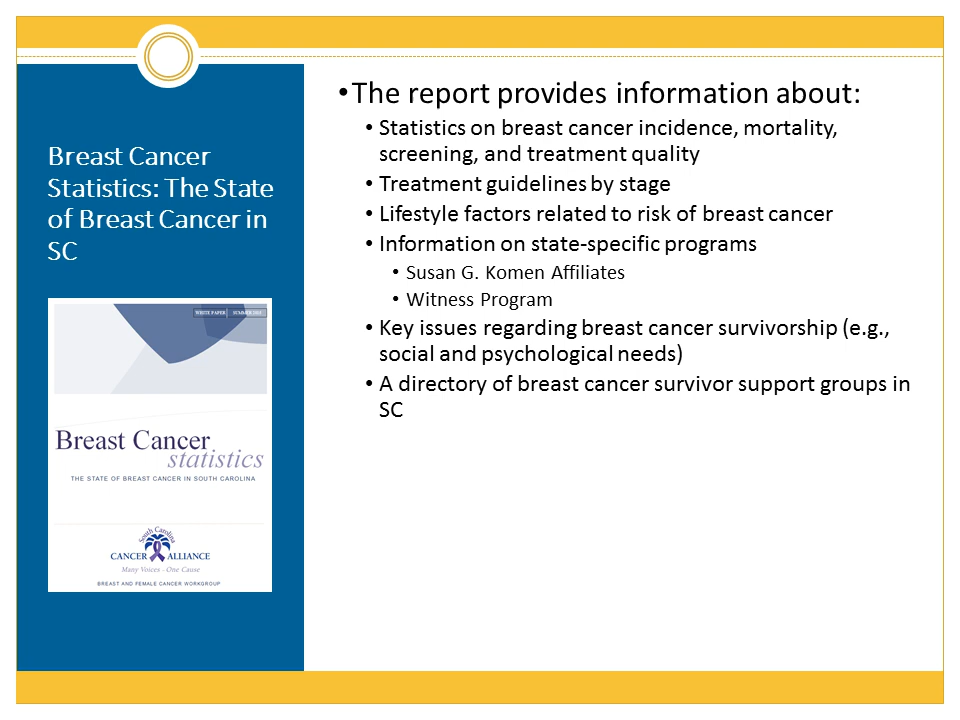 Breast Cancer
Statistics: The State
of Breast Cancer in
SC
WHITE PAPER SUMMER 2015
Breast Cancer
statistics
THE STATE OF BREAST CANCER IN SOUTH CAROLINA
South Carolina
CANCER ALLIANCE
Many Voices - One Cause
BREAST AND FEMALE CANCER WORKGROUP
•The report provides information about:
• Statistics on breast cancer incidence, mortality,
screening, and treatment quality
• Treatment guidelines by stage
• Lifestyle factors related to risk of breast cancer
• Information on state-specific programs
• Susan G. Komen Affiliates
• Witness Program
• Key issues regarding breast cancer survivorship (e.g.,
social and psychological needs)
• A directory of breast cancer survivor support groups in
SC